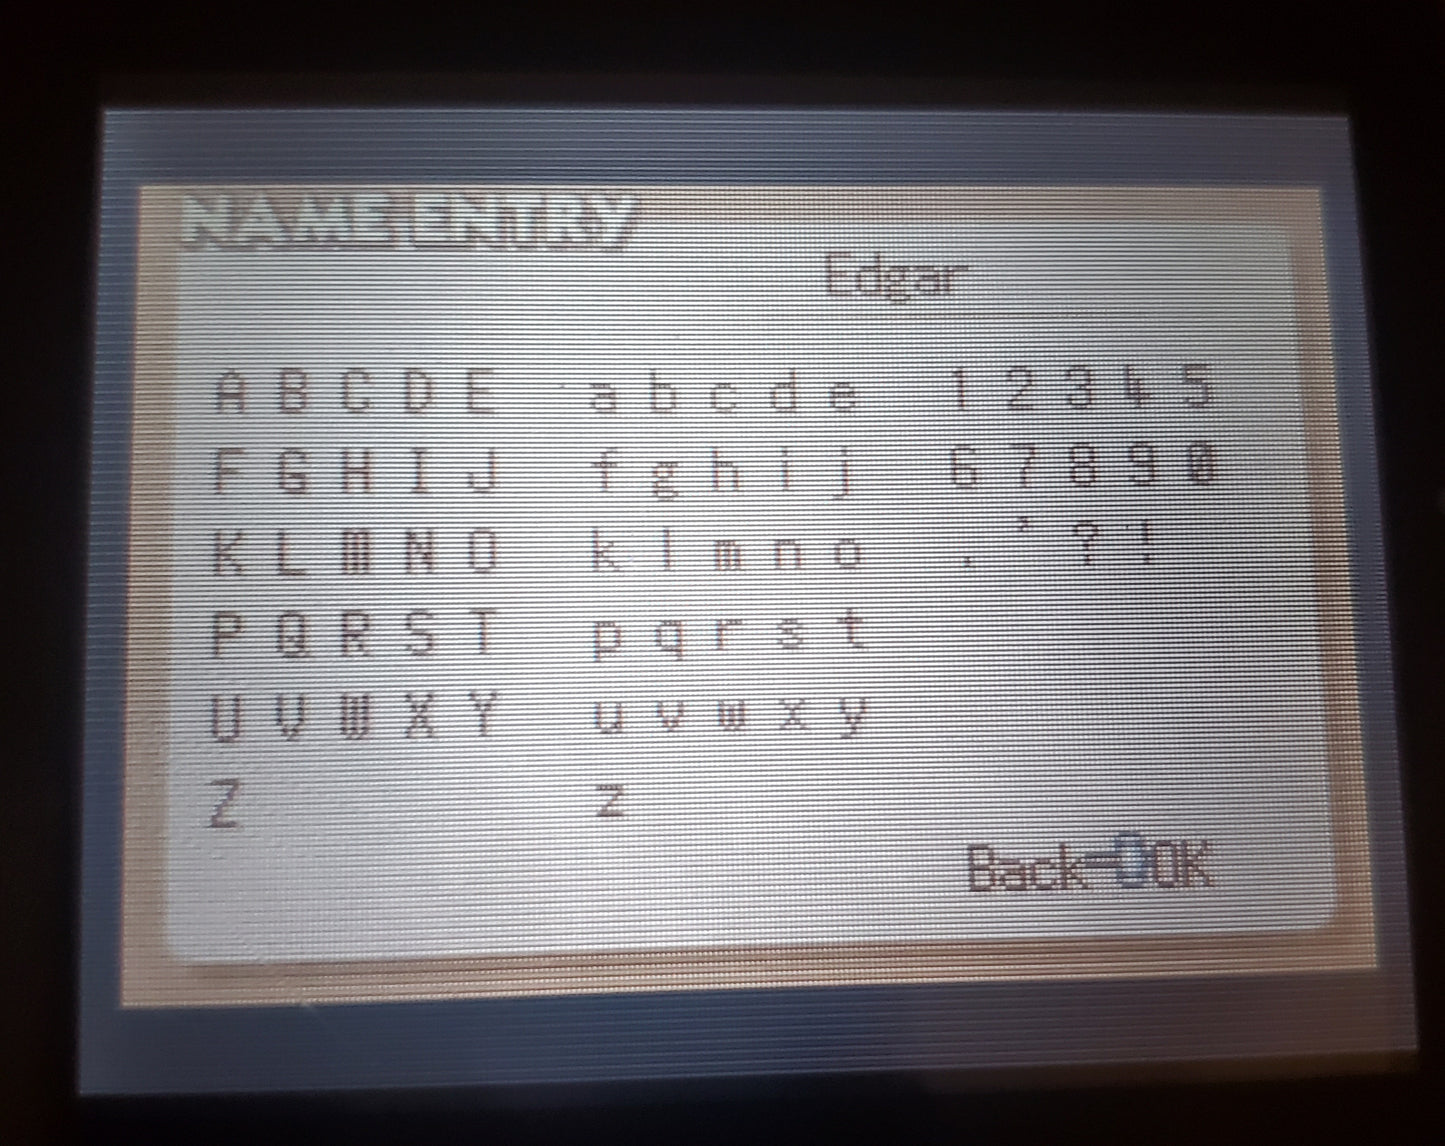 NAME ENTRY
Edgar
A B C D E a b c d e 1 2 3 4 5
F G H I J f g h i j 6 7 8 9 0
K L M N O k l m n o . ' ? !
P Q R S T p q r s t
U V W X Y u v w x y
Z z
Back OK